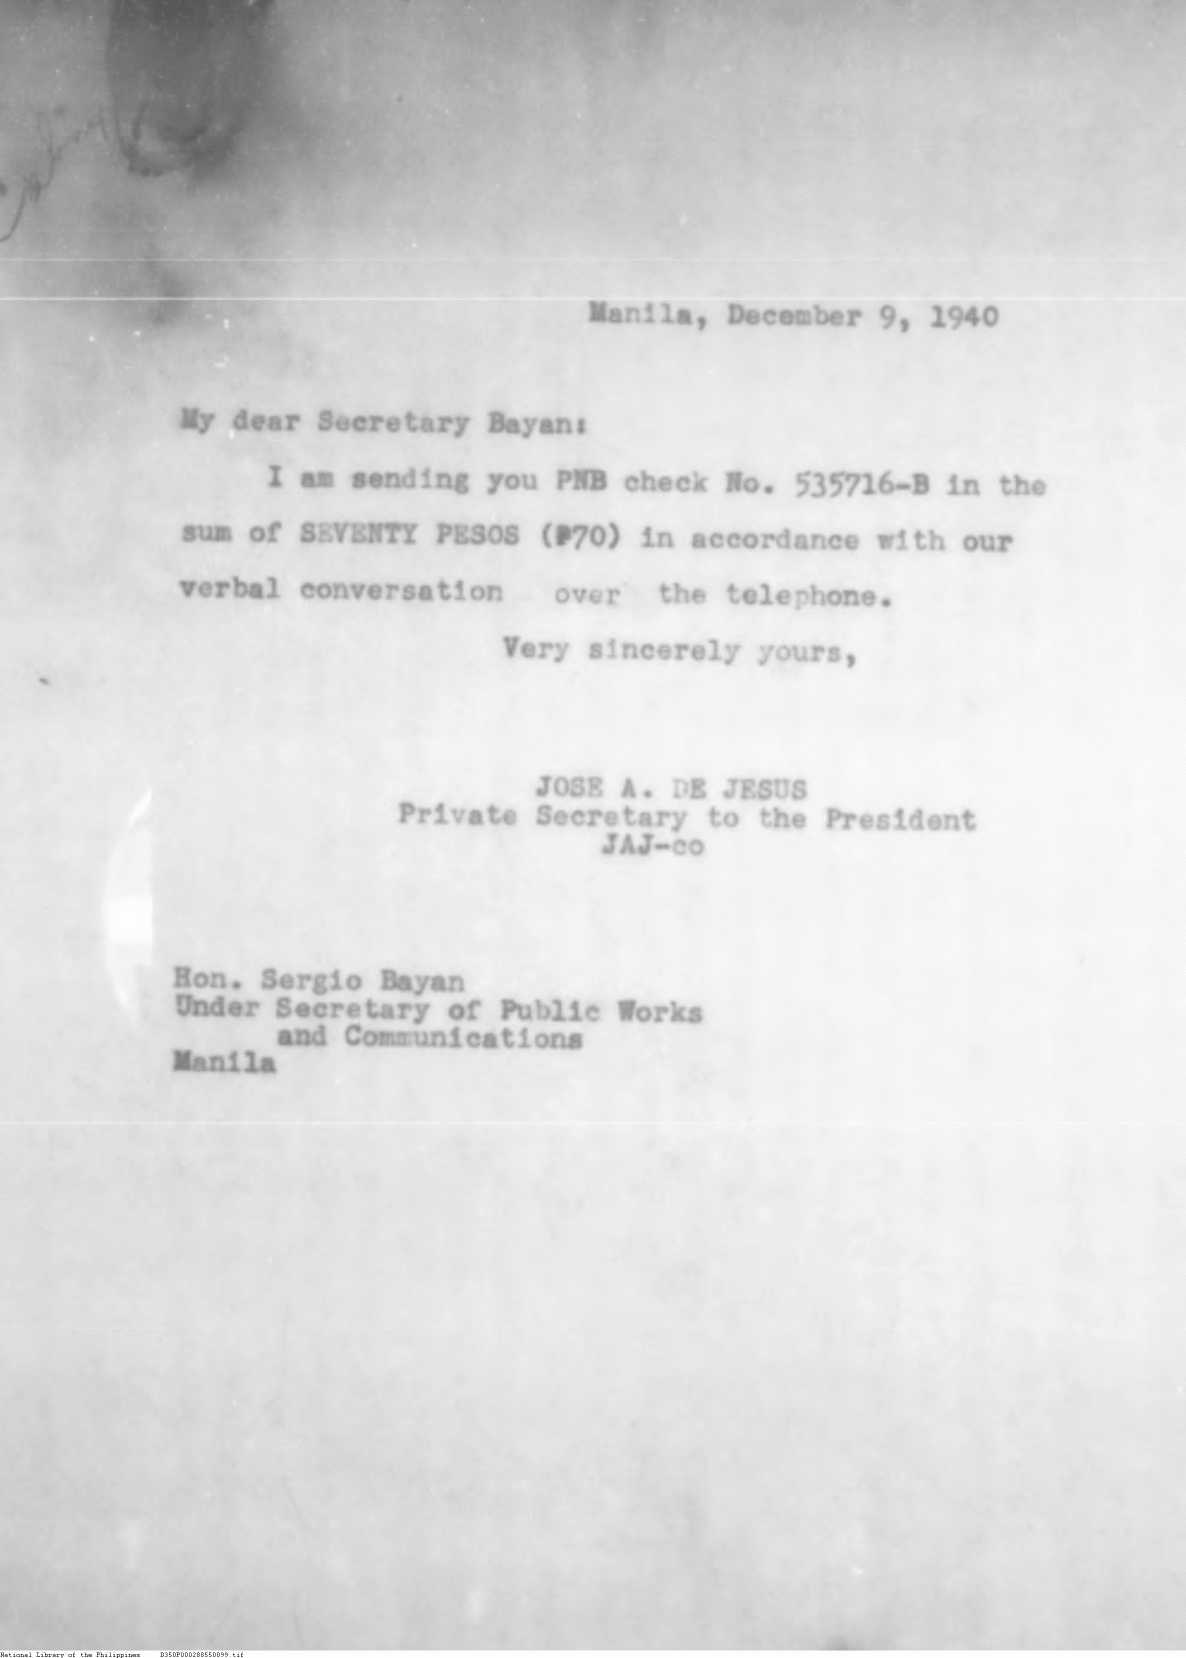 Manila, December 9, 1940
My dear Secretary Bayan:
I am sending you PNB check No. 535716-B in the
sum of SEVENTY PESOS (₱70) in accordance with our
verbal conversation over the telephone.
Very sincerely yours,
JOSE A. DE JESUS
Private Secretary to the President
JAJ-co
Hon. Sergio Bayan
Under Secretary of Public Works
and Communications
Manila
National Library of the Philippines